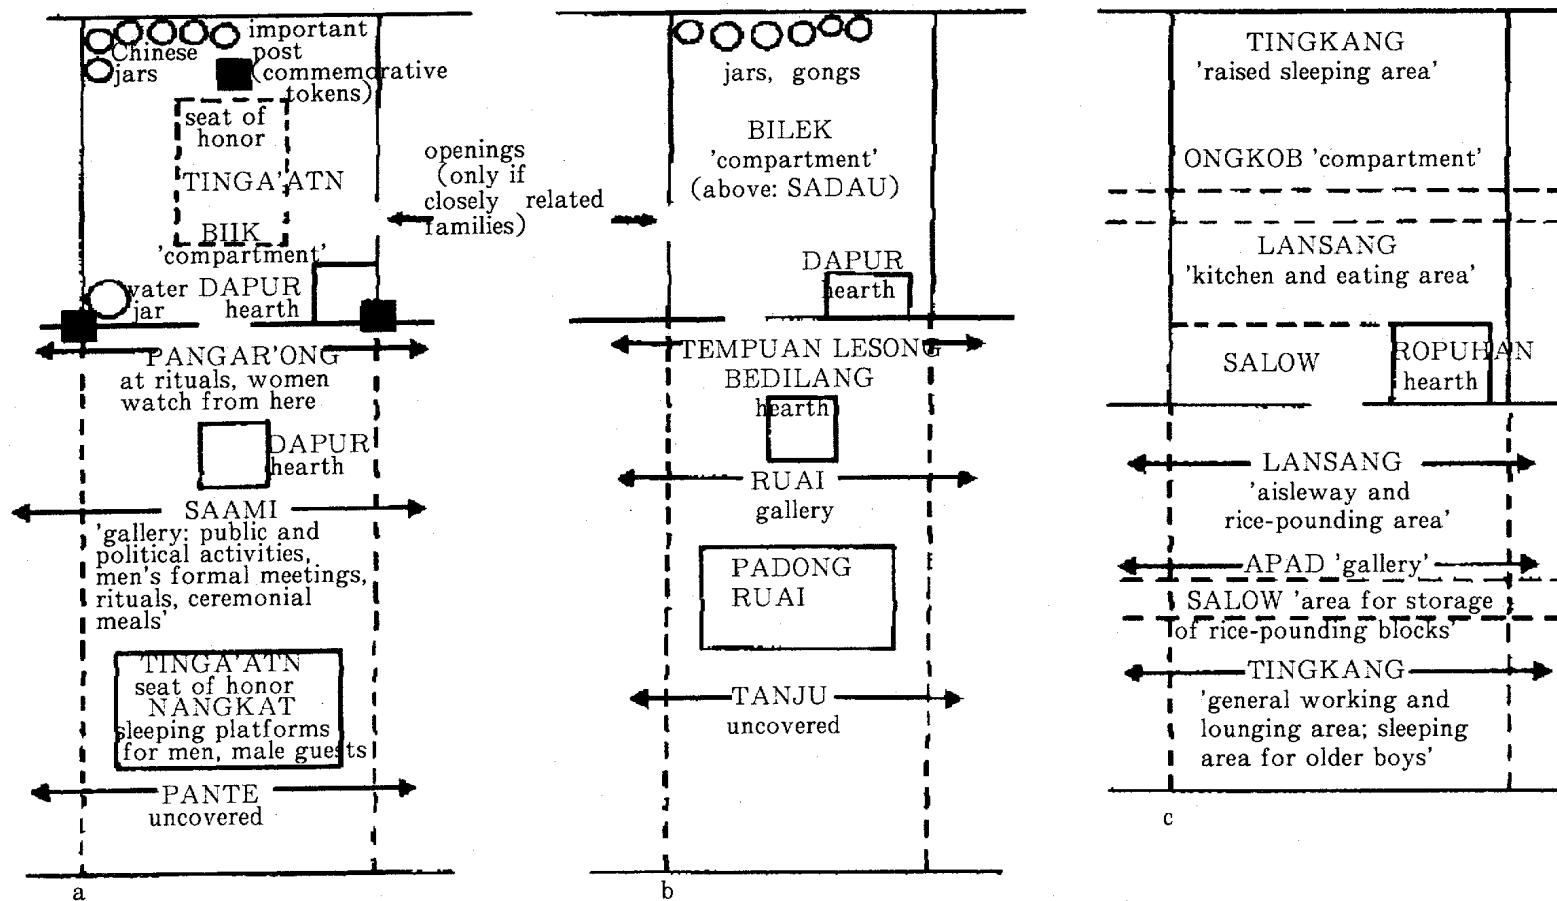 important
Chinese
post
jars
(commemorative
tokens)
seat of
honor
TINGA'ATN
BIIK
'compartment'
water
jar
DAPUR
hearth
PANGAR'ONG
at rituals, women
watch from here
DAPUR
hearth
SAAMI
'gallery: public and
political activities,
men's formal meetings,
rituals, ceremonial
meals'
TINGA'ATN
seat of honor
NANGKAT
sleeping platforms
for men, male guests
PANTE
uncovered
a
openings
(only if
closely related
families)
jars, gongs
BILEK
'compartment'
(above: SADAU)
DAPUR
hearth
TEMPUAN LESONG
BEDILANG
hearth
RUAI
gallery
PADONG
RUAI
TANJU
uncovered
b
TINGKANG
'raised sleeping area'
ONGKOB 'compartment'
LANSANG
'kitchen and eating area'
SALOW
ROPUHAN
hearth
LANSANG
'aisleway and
rice-pounding area'
APAD 'gallery'
SALOW 'area for storage
of rice-pounding blocks'
TINGKANG
'general working and
lounging area; sleeping
area for older boys'
c